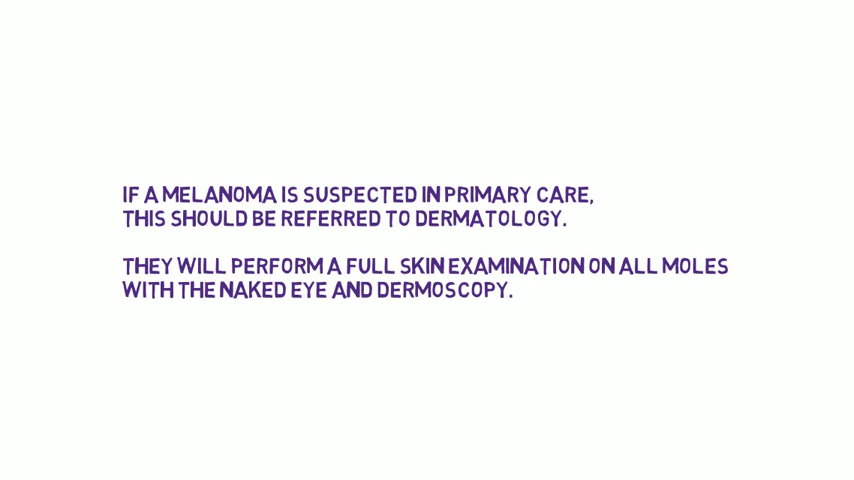 IF A MELANOMA IS SUSPECTED IN PRIMARY CARE,
THIS SHOULD BE REFERRED TO DERMATOLOGY.
THEY WILL PERFORM A FULL SKIN EXAMINATION ON ALL MOLES
WITH THE NAKED EYE AND DERMOSCOPY.